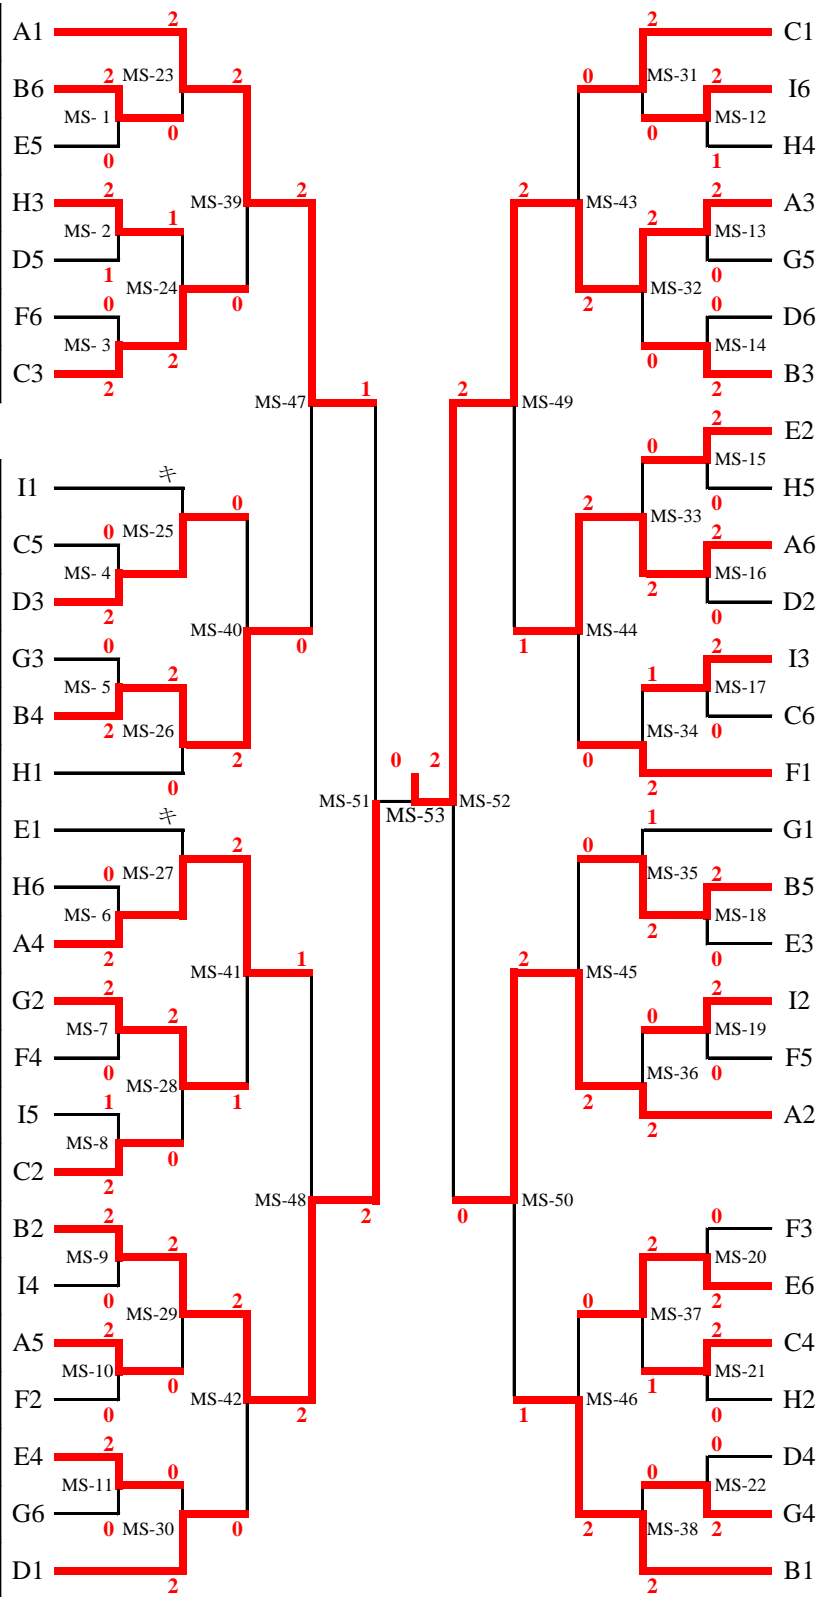 2 2
A1 C1
2 MS-23 2 0 MS-31 2
B6 I6
MS- 1 0 0 MS-12
E5 H4
0 1
2 MS-39 2 2 MS-43 2
H3 1 2 A3
MS- 2 MS-13
D5 G5
1 MS-24 MS-32 0
0 0 2 0
F6 D6
MS- 3 2 0 MS-14
C3 B3
2 2
MS-47 1 2 MS-49
2
E2
0 MS-15
I1 キ H5
0 2 0
C5 0 MS-25 MS-33 2 A6
MS- 4 2 MS-16
D3 D2
2 MS-40 MS-44 0
0 0 1 2
G3 2 1 I3
MS- 5 MS-17
B4 C6
2 MS-26 MS-34 0
2 0
H1 F1
0 0 2 2
MS-51 MS-53 MS-52
E1 キ 1 G1
2 0
0 MS-27 MS-35 2
H6 B5
MS- 6 2 MS-18
A4 E3
2 0
1 2
2 MS-41 MS-45 2
G2 2 0 I2
MS-7 MS-19
F4 F5
0 MS-28 MS-36 0
1 1 2
I5 A2
MS-8 0 2
C2
2
MS-48 2 0 MS-50
2 0
B2 2 2 F3
MS-9 MS-20
I4 E6
0 2 0 2
2 MS-29 MS-37 2
A5 C4
MS-10 0 1 MS-21
F2 H2
0 MS-42 2 1 MS-46 0
2 0
E4 0 0 D4
MS-11 MS-22
G6 G4
0 MS-30 0 2 MS-38 2
D1 B1
2 2